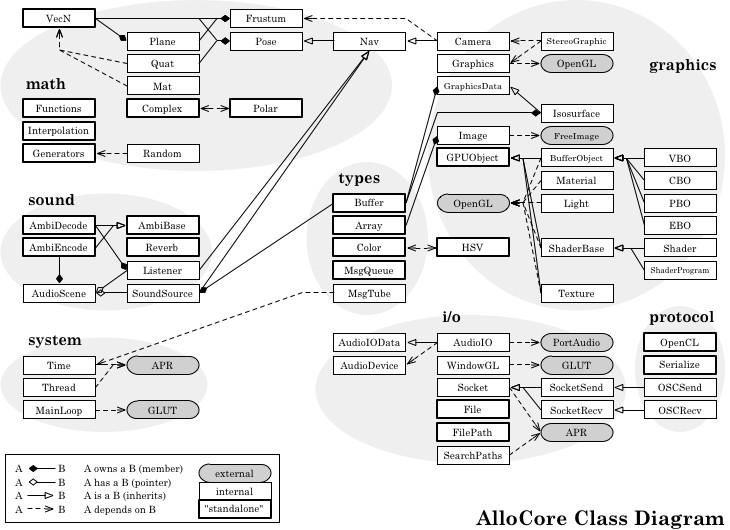 VecN
Frustum
Plane
Pose
Nav
Camera
StereoGraphic
Quat
Graphics
OpenGL
graphics
math
Mat
GraphicsData
Functions
Complex
Polar
Isosurface
Interpolation
Image
FreeImage
Generators
Random
GPUObject
BufferObject
VBO
types
Material
CBO
sound
Buffer
OpenGL
Light
PBO
AmbiDecode
AmbiBase
Array
EBO
AmbiEncode
Reverb
Color
HSV
ShaderBase
Shader
Listener
MsgQueue
ShaderProgram
AudioScene
SoundSource
MsgTube
Texture
i/o
protocol
system
AudioIOData
AudioIO
PortAudio
OpenCL
Time
APR
AudioDevice
WindowGL
GLUT
Serialize
Thread
Socket
SocketSend
OSCSend
MainLoop
GLUT
File
SocketRecv
OSCRecv
FilePath
APR
SearchPaths
A B A owns a B (member)
A B A has a B (pointer)
A B A is a B (inherits)
A B A depends on B
external
internal
"standalone"
AlloCore Class Diagram